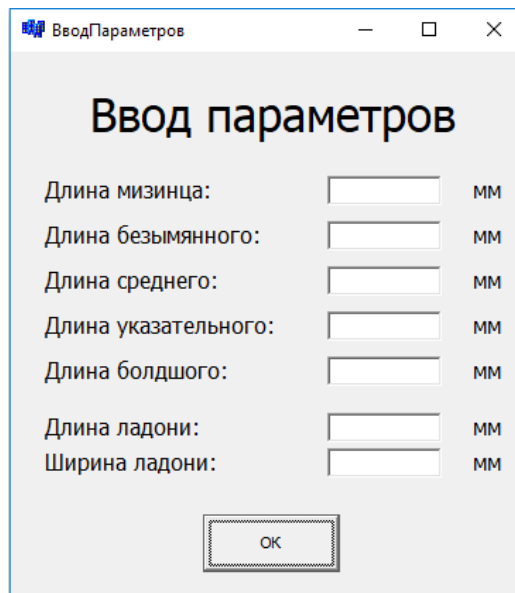 ВводПараметров
Ввод параметров
Длина мизинца: мм
Длина безымянного: мм
Длина среднего: мм
Длина указательного: мм
Длина болдшого: мм
Длина ладони: мм
Ширина ладони: мм
ОК